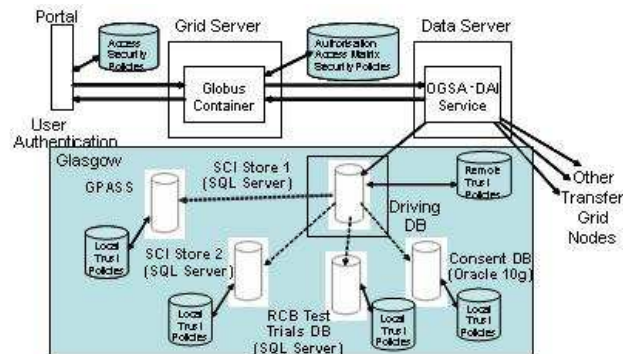 Portal
Grid Container
Data Server
Access
Security
Policies
Authorisation
Access Matrix
Security Policies
Globus
Container
OGSA-DAI
Service
User
Authentication
Glasgow
SCI Store 1
(SQL Server)
GPASS
Remote
Trust
Policies
Driving
DB
Other
Transfer
Grid
Nodes
Local
Trust
Policies
SCI Store 2
(SQL Server)
Consent DB
(Oracle 10g)
Local
Trust
Policies
RCB Test
Trials DB
(SQL Server)
Local
Trust
Policies
Local
Trust
Policies